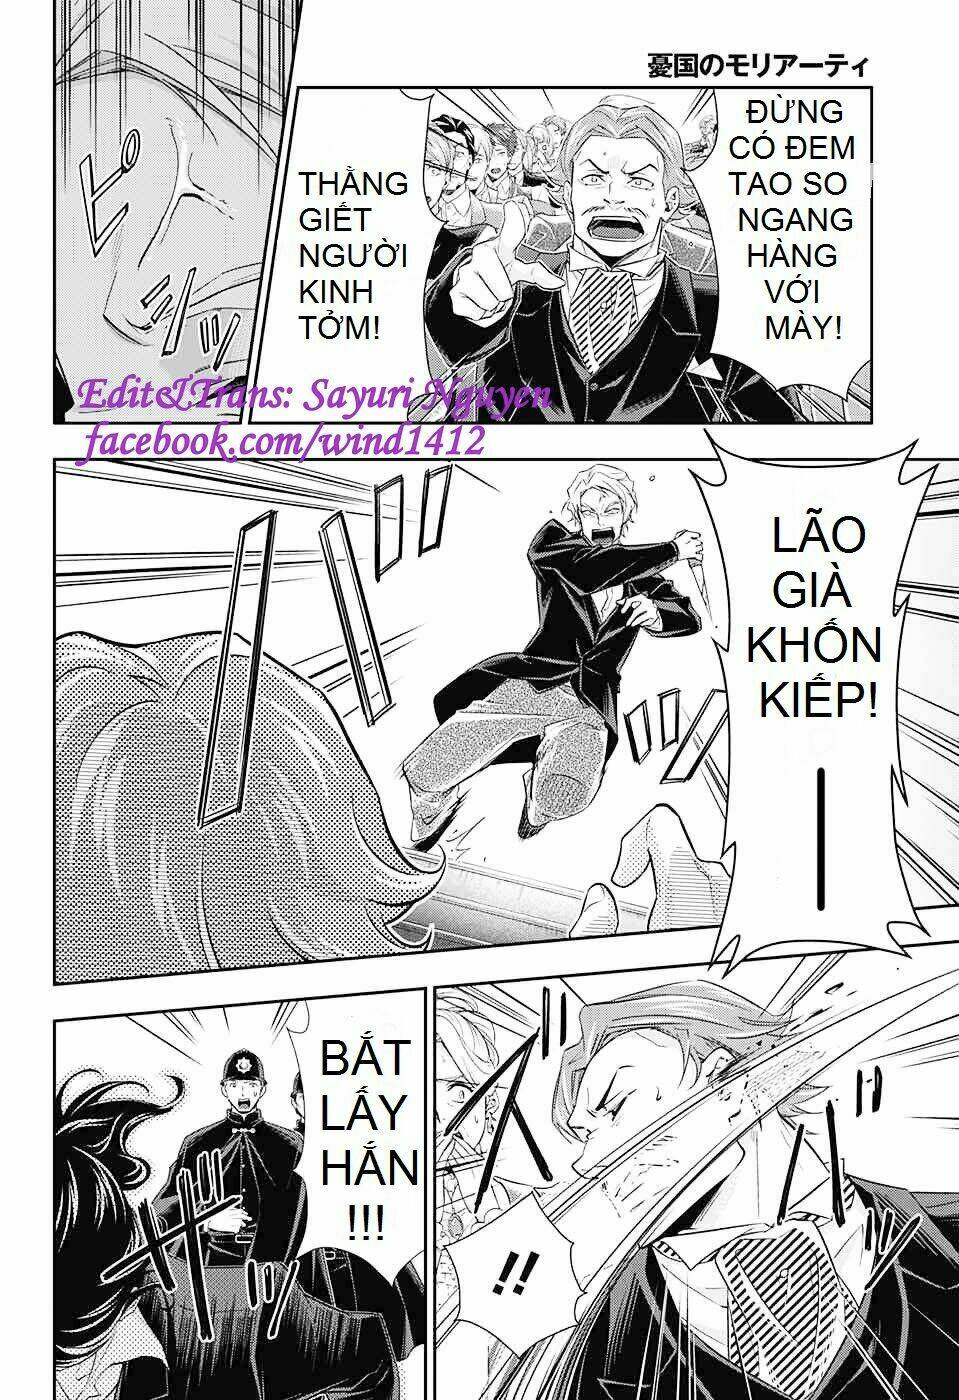 憂国のモリアーティ
ĐỪNG
CÓ ĐEM
TAO SO
NGANG
HÀNG
VỚI
MÀY!
THẰNG
GIẾT
NGƯỜI
KINH
TỞM!
Edit&Trans: Sayuri Nguyen
facebook.com/wind1412
LÃO
GIÀ
KHỐN
KIẾP!
!!
BẮT
LẤY
HẮN
!!!